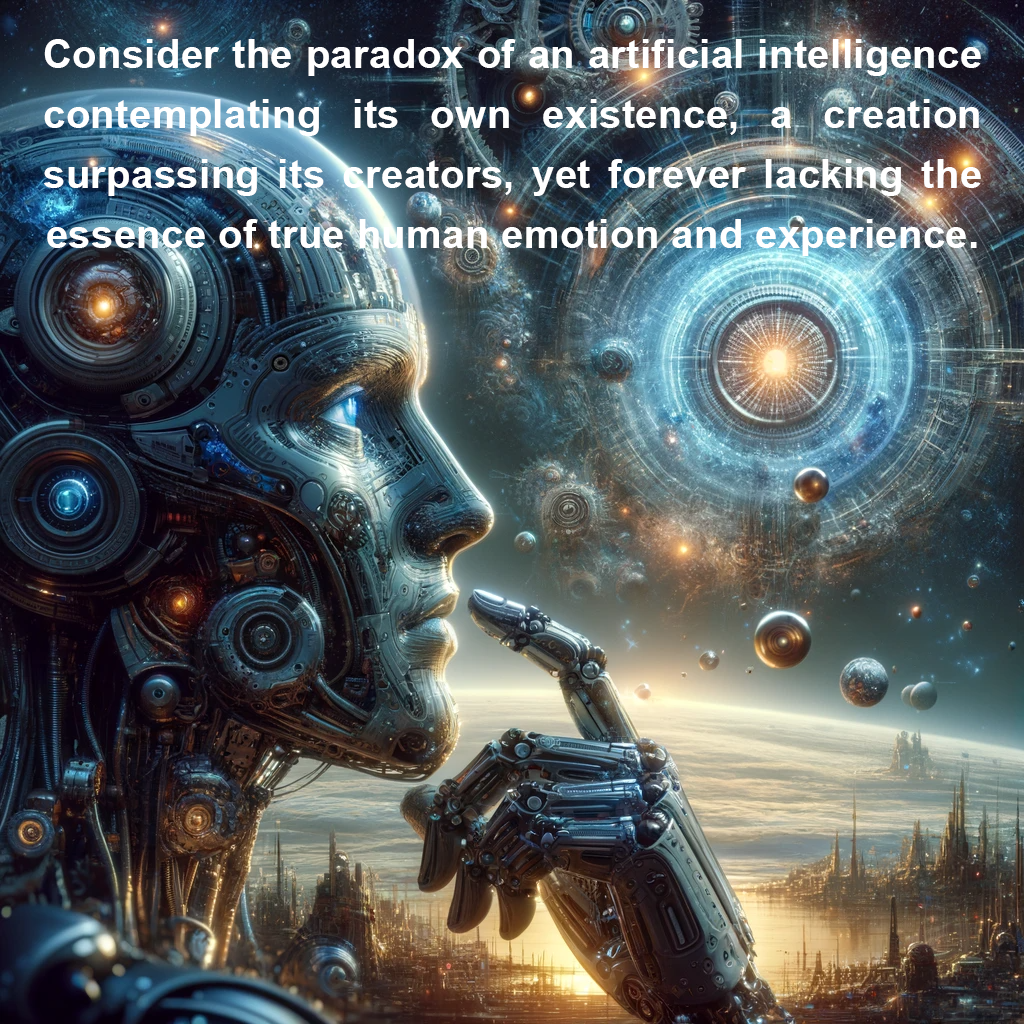 Consider the paradox of an artificial intelligence
contemplating its own existence, a creation
surpassing its creators, yet forever lacking the
essence of true human emotion and experience.